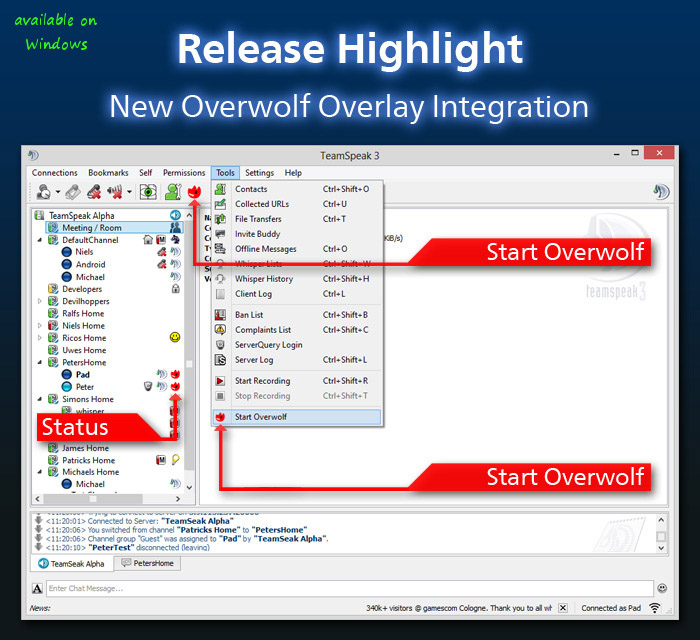 available on
Windows
Release Highlight
New Overwolf Overlay Integration
TeamSpeak 3
Connections Bookmarks Self Permissions Tools Settings Help
Contacts Ctrl+Shift+O
Collected URLs Ctrl+U
File Transfers Ctrl+T
Invite Buddy
Offline Messages Ctrl+O
Whisper Lists Ctrl+Shift+W
Whisper History Ctrl+Shift+H
Client Log Ctrl+L
Ban List Ctrl+Shift+B
Complaints List Ctrl+Shift+C
ServerQuery Login
Server Log Ctrl+Shift+L
Start Recording Ctrl+Shift+R
Stop Recording Ctrl+Shift+T
Start Overwolf
TeamSpeak Alpha
Meeting / Room
DefaultChannel
Niels
Android
Michael
Developers
Devilhoppers
Ralfs Home
Niels Home
Ricos Home
Uwes Home
PetersHome
Pad
Peter
Simons Home
whisper
James Home
Patricks Home
Michaels Home
Michael
KiB/s)
teamspeak3
Start Overwolf
Status
Start Overwolf
<11:20:01> Connected to Server: "TeamSeak Alpha"
<11:20:06> You switched from channel "Patricks Home" to "PetersHome"
<11:20:06> Channel group "Guest" was assigned to "Pad" by "TeamSeak Alpha".
<11:20:10> "PeterTest" disconnected (leaving)
TeamSeak Alpha PetersHome
Enter Chat Message...
News: 340k+ visitors @ gamescom Cologne. Thank you to all Connected as Pad